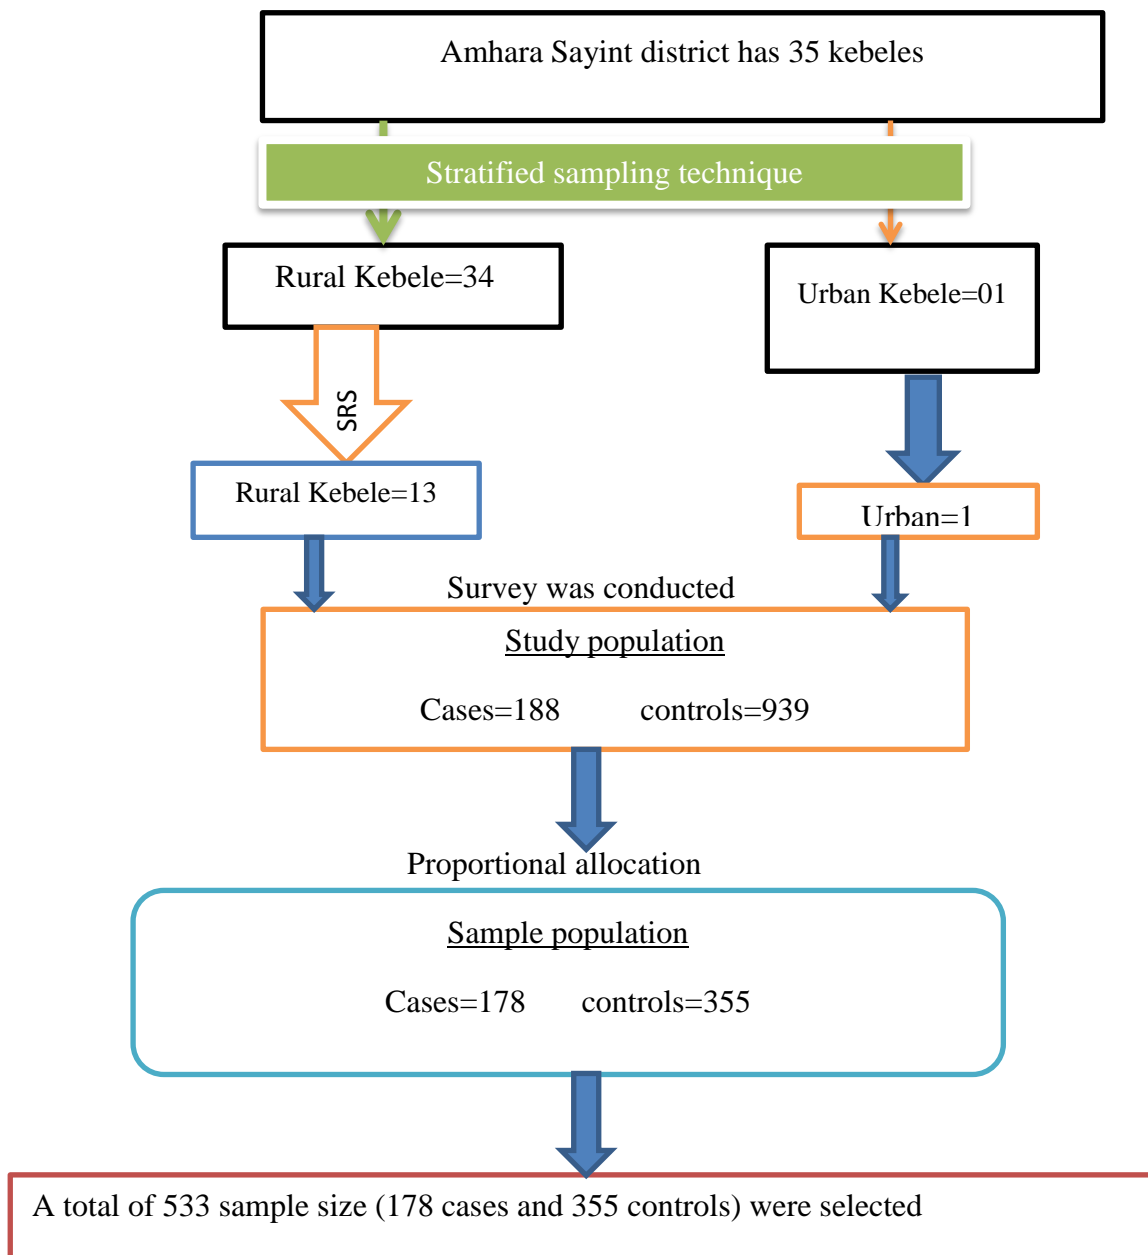 Amhara Sayint district has 35 kebeles
Stratified sampling technique
Rural Kebele=34
Urban Kebele=01
SRS
Rural Kebele=13
Urban=1
Survey was conducted
Study population
Cases=188 controls=939
Proportional allocation
Sample population
Cases=178 controls=355
A total of 533 sample size (178 cases and 355 controls) were selected